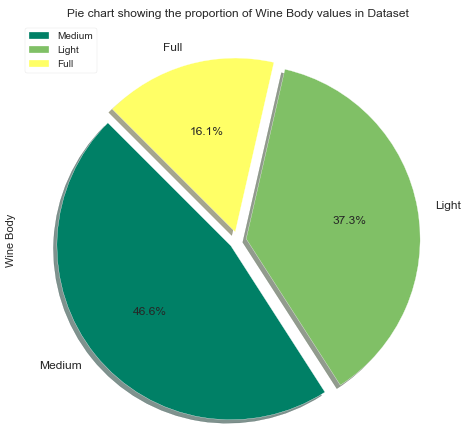 Pie chart showing the proportion of Wine Body values in Dataset
Medium
Light
Full
Full
16.1%
Light
37.3%
Wine Body
46.6%
Medium